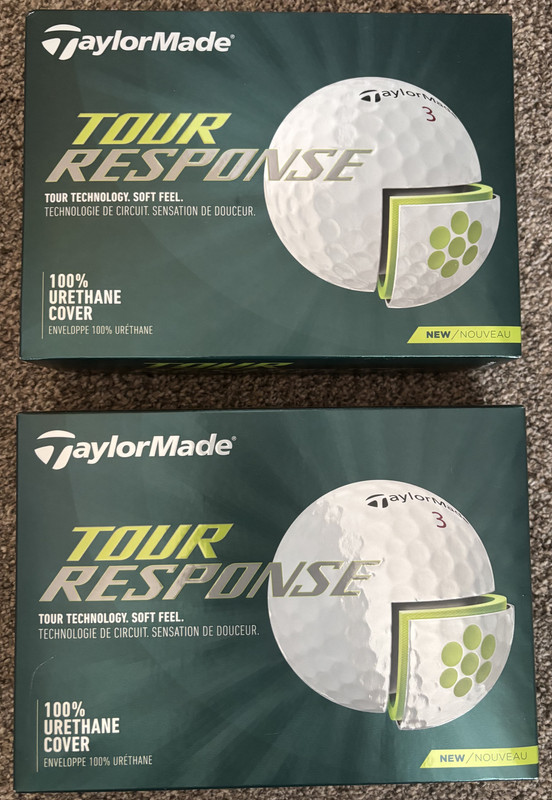 TaylorMade®
TaylorMade
3
TOUR
RESPONSE
TOUR TECHNOLOGY. SOFT FEEL.
TECHNOLOGIE DE CIRCUIT. SENSATION DE DOUCEUR.
100%
URETHANE
COVER
ENVELOPPE 100% URÉTHANE
NEW/NOUVEAU
TOUR
TaylorMade®
TaylorMade
3
TOUR
RESPONSE
TOUR TECHNOLOGY. SOFT FEEL.
TECHNOLOGIE DE CIRCUIT. SENSATION DE DOUCEUR.
100%
URETHANE
COVER
ENVELOPPE 100% URÉTHANE
NEW/NOUVEAU